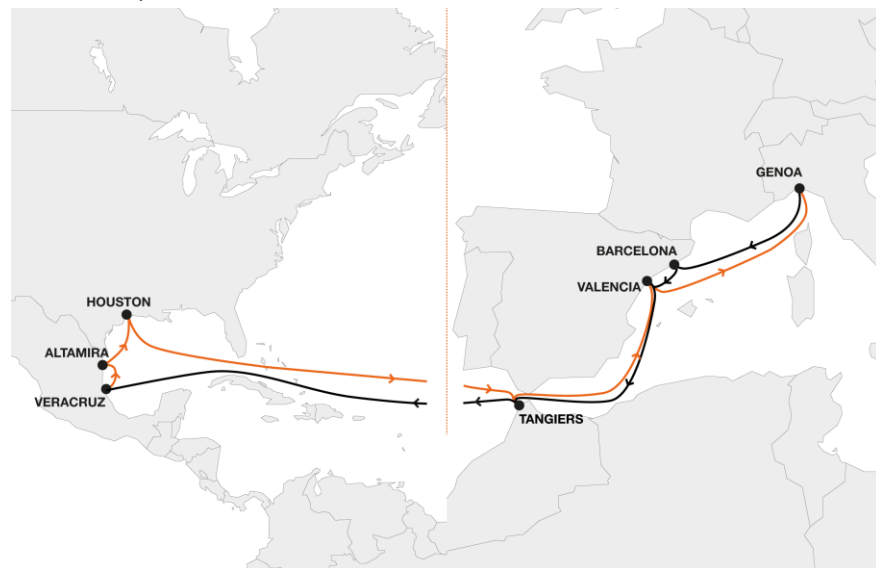 GENOA
BARCELONA
VALENCIA
HOUSTON
ALTAMIRA
VERACRUZ
TANGIERS